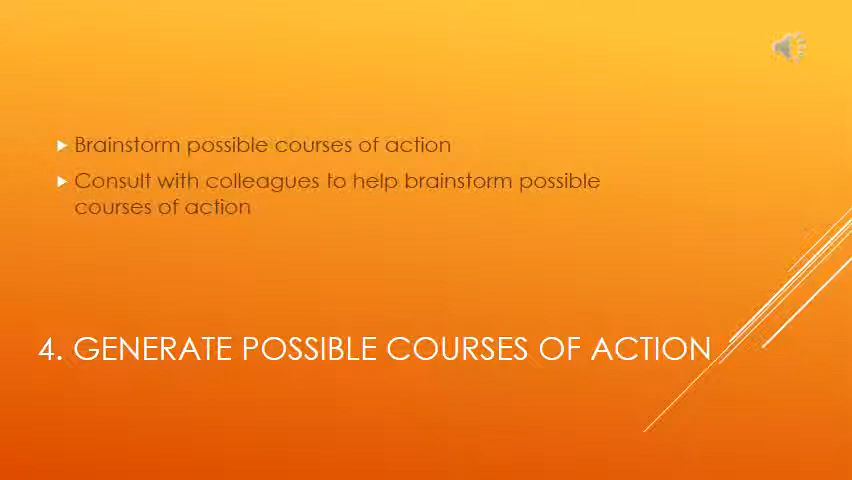 Brainstorm possible courses of action
Consult with colleagues to help brainstorm possible
courses of action
4. GENERATE POSSIBLE COURSES OF ACTION